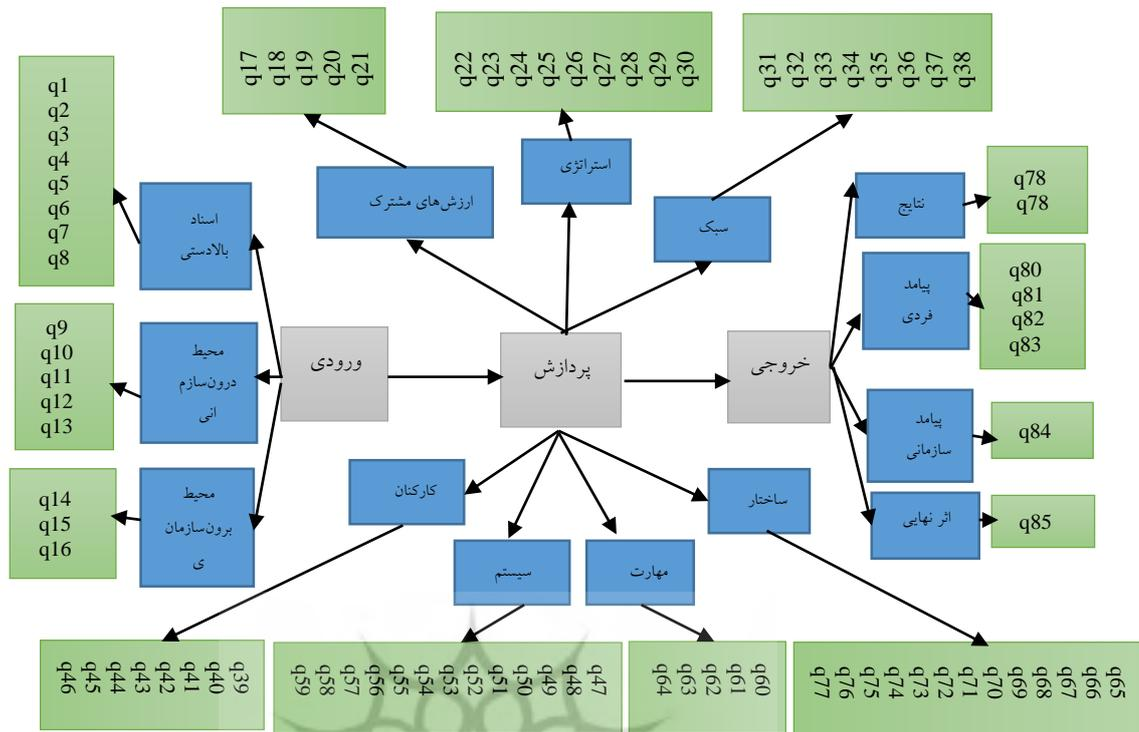 q17
q18
q19
q20
q21
q22
q23
q24
q25
q26
q27
q28
q29
q30
q31
q32
q33
q34
q35
q36
q37
q38
q1
q2
q3
q4
q5
q6
q7
q8
استراتژی
ارزش‌های مشترک
سبک
نتایج
q78
q78
اسناد
بالادستی
پیامد
فردی
q80
q81
q82
q83
q9
q10
q11
q12
q13
محیط
درون‌سازم
انی
ورودی
پردازش
خروجی
پیامد
سازمانی
q84
q14
q15
q16
محیط
برون‌سازمان
ی
کارکنان
ساختار
اثر نهایی
q85
سیستم
مهارت
q39
q40
q41
q42
q43
q44
q45
q46
q47
q48
q49
q50
q51
q52
q53
q54
q55
q56
q57
q58
q59
q60
q61
q62
q63
q64
q65
q66
q67
q68
q69
q70
q71
q72
q73
q74
q75
q76
q77